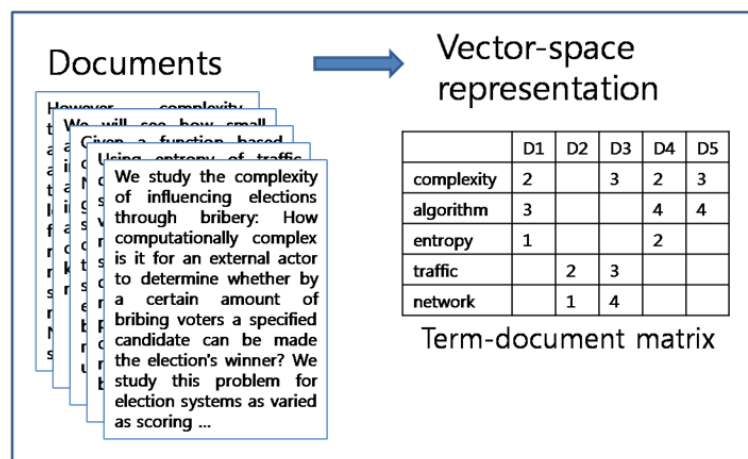 Documents
Vector-space
representation
However, complexity
We will see how small
Given a function based
Using entropy of traffic
We study the complexity
of influencing elections
through bribery: How
computationally complex
is it for an external actor
to determine whether by
a certain amount of
bribing voters a specified
candidate can be made
the election's winner? We
study this problem for
election systems as varied
as scoring ...
D1 D2 D3 D4 D5
complexity 2 3 2 3
algorithm 3 4 4
entropy 1 2
traffic 2 3
network 1 4
Term-document matrix